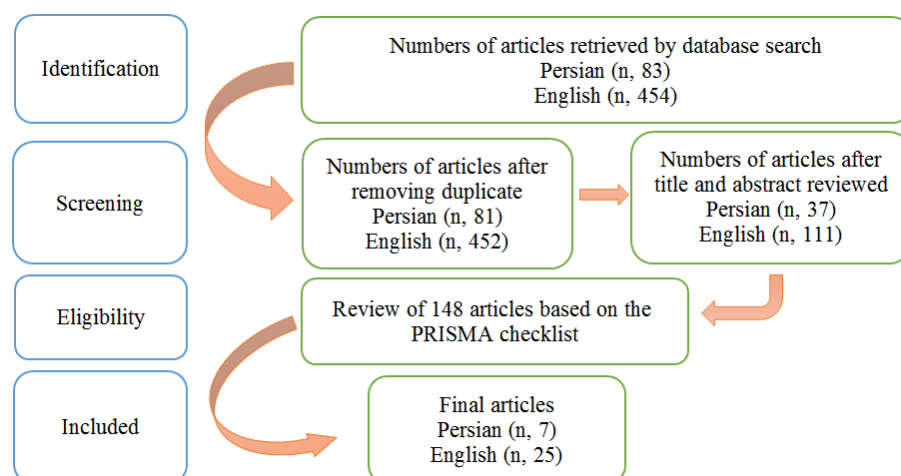 Identification
Numbers of articles retrieved by database search
Persian (n, 83)
English (n, 454)
Screening
Numbers of articles after
removing duplicate
Persian (n, 81)
English (n, 452)
Numbers of articles after
title and abstract reviewed
Persian (n, 37)
English (n, 111)
Eligibility
Review of 148 articles based on the
PRISMA checklist
Included
Final articles
Persian (n, 7)
English (n, 25)